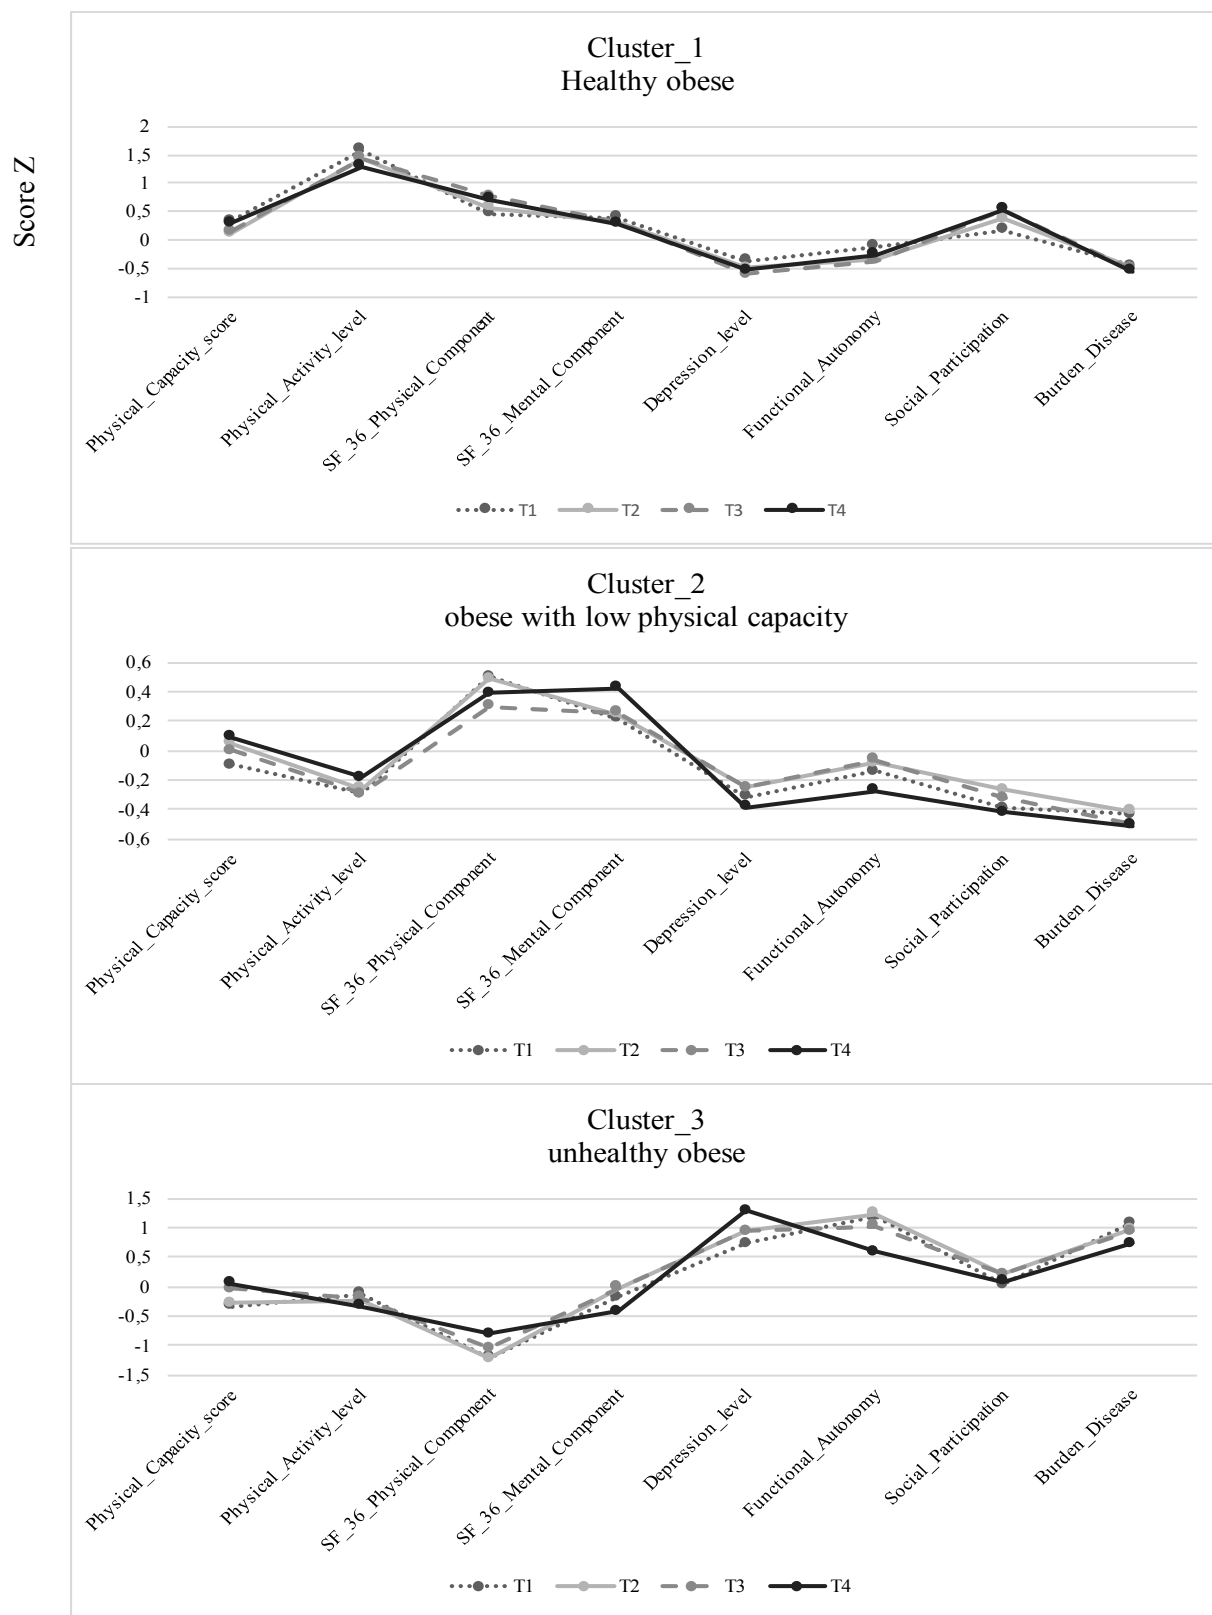 Score Z
Cluster_1
Healthy obese
2
1,5
1
0,5
0
-0,5
-1
Physical_Capacity_score
Physical_Activity_level
SF_36_Physical_Component
SF_36_Mental_Component
Depression_level
Functional_Autonomy
Social_Participation
Burden_Disease
T1 T2 T3 T4
Cluster_2
obese with low physical capacity
0,6
0,4
0,2
0
-0,2
-0,4
-0,6
Physical_Capacity_score
Physical_Activity_level
SF_36_Physical_Component
SF_36_Mental_Component
Depression_level
Functional_Autonomy
Social_Participation
Burden_Disease
T1 T2 T3 T4
Cluster_3
unhealthy obese
1,5
1
0,5
0
-0,5
-1
-1,5
Physical_Capacity_score
Physical_Activity_level
SF_36_Physical_Component
SF_36_Mental_Component
Depression_level
Functional_Autonomy
Social_Participation
Burden_Disease
T1 T2 T3 T4